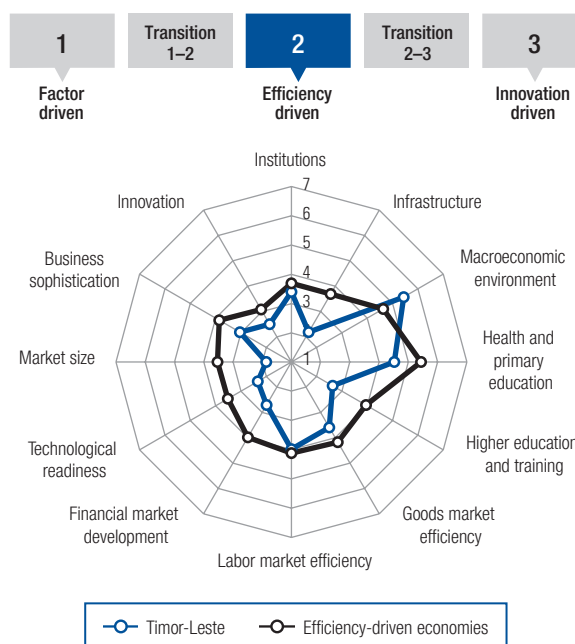 1
Transition
1–2
2
Transition
2–3
3
Factor
driven
Efficiency
driven
Innovation
driven
Institutions
7
6
5
4
3
1
Innovation
Infrastructure
Business
sophistication
Macroeconomic
environment
Market size
Health and
primary
education
Technological
readiness
Higher education
and training
Financial market
development
Goods market
efficiency
Labor market efficiency
Timor-Leste
Efficiency-driven economies